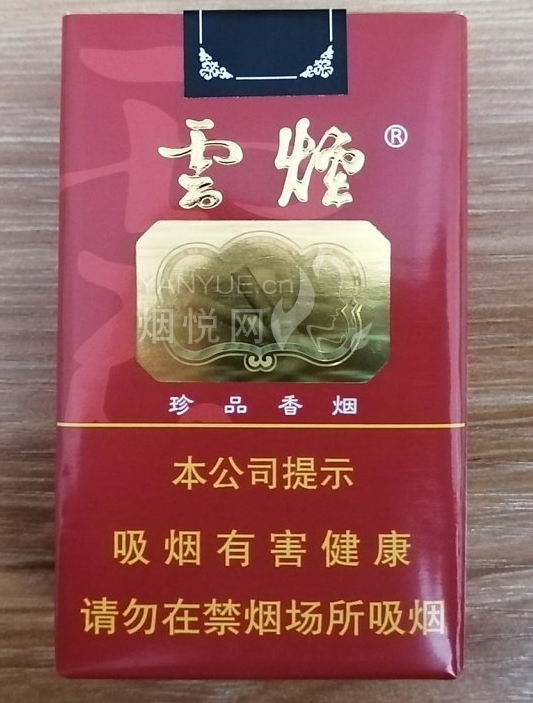 雲煙®
YANYUE.cn
烟悦网
珍品香烟
本公司提示
吸烟有害健康
请勿在禁烟场所吸烟